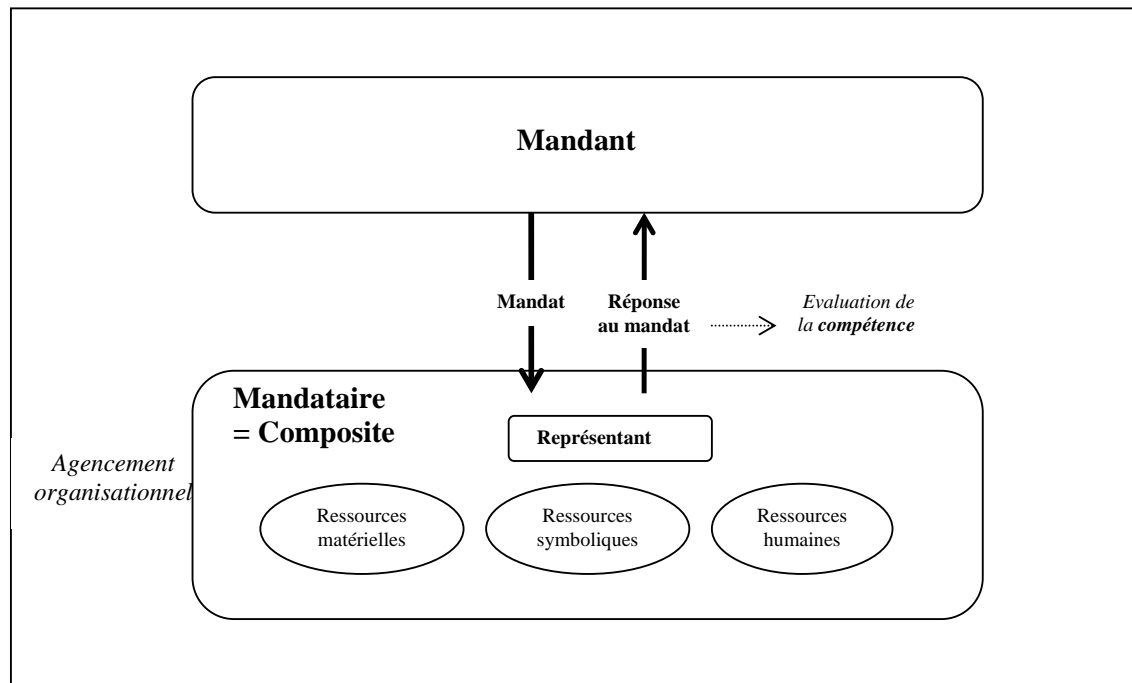 Mandant
Mandat
Réponse
au mandat
Evaluation de
la compétence
Mandataire
= Composite
Représentant
Agencement
organisationnel
Ressources
matérielles
Ressources
symboliques
Ressources
humaines